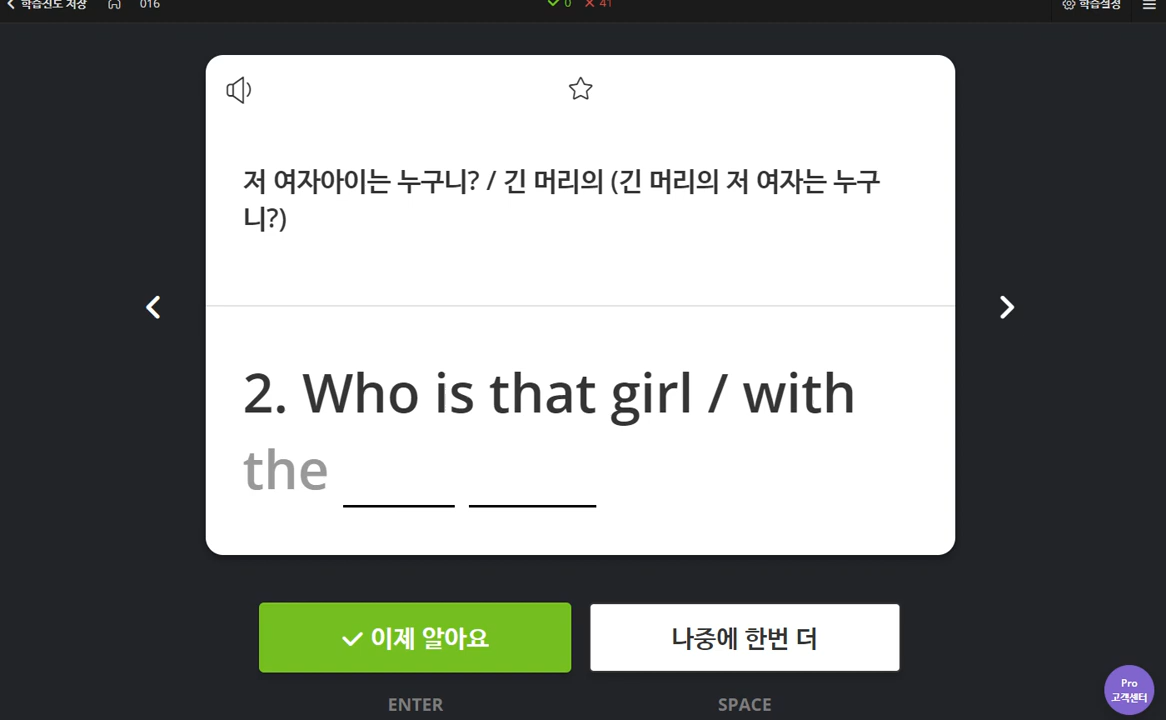 학습진도 저장
016
0
41
학습설정
저 여자아이는 누구니? / 긴 머리의 (긴 머리의 저 여자는 누구
니?)
2. Who is that girl / with
the
이제 알아요
나중에 한번 더
ENTER
SPACE
Pro
고객센터